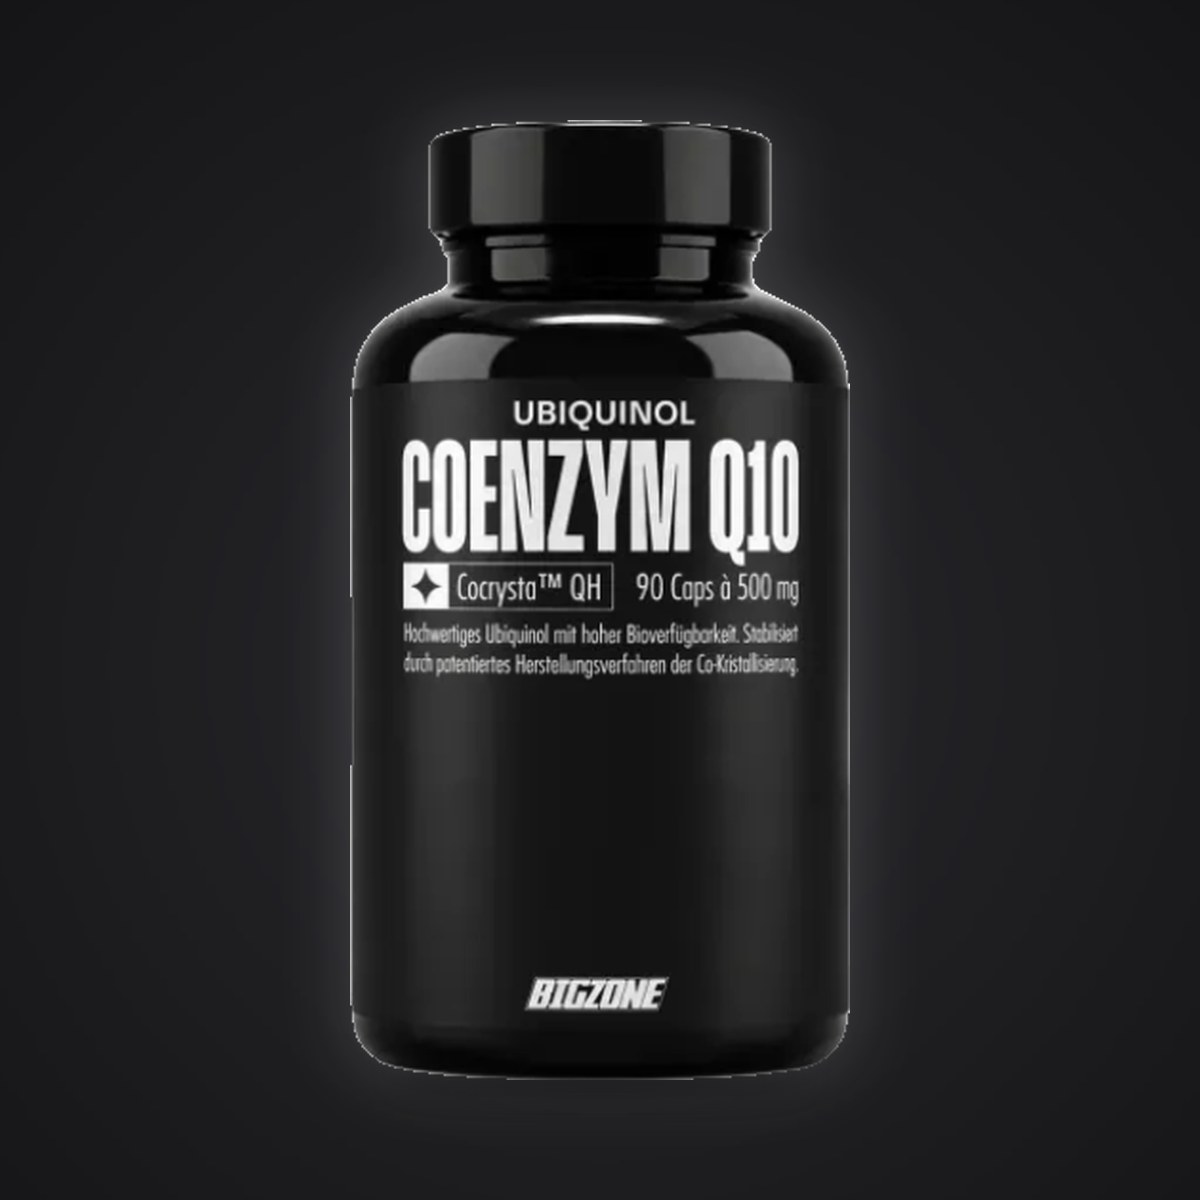 UBIQUINOL
COENZYM Q10
Cocrysta™ QH 90 Caps à 500 mg
Hochwertiges Ubiquinol mit hoher Bioverfügbarkeit. Stabilisiert
durch patentiertes Herstellungsverfahren der Co-Kristallisierung.
BIGZONE